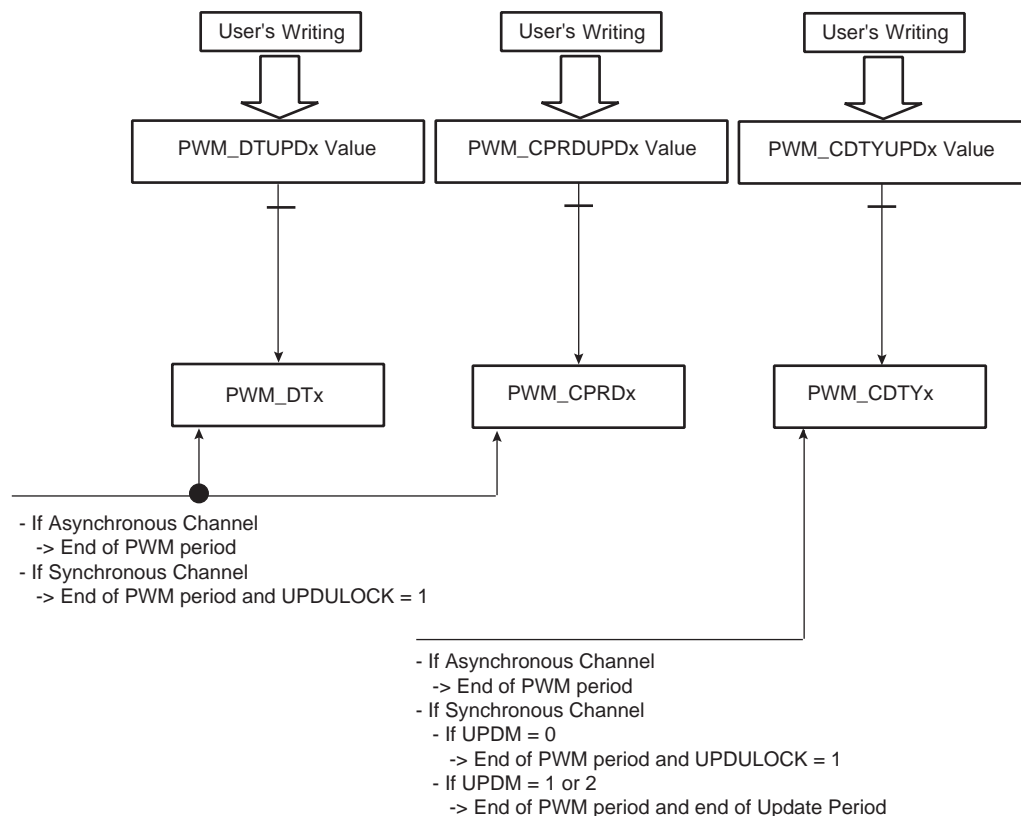 User's Writing
User's Writing
User's Writing
PWM_DTUPDx Value
PWM_CPRDUPDx Value
PWM_CDTYUPDx Value
PWM_DTx
PWM_CPRDx
PWM_CDTYx
- If Asynchronous Channel
-> End of PWM period
- If Synchronous Channel
-> End of PWM period and UPDULOCK = 1
- If Asynchronous Channel
-> End of PWM period
- If Synchronous Channel
- If UPDM = 0
-> End of PWM period and UPDULOCK = 1
- If UPDM = 1 or 2
-> End of PWM period and end of Update Period